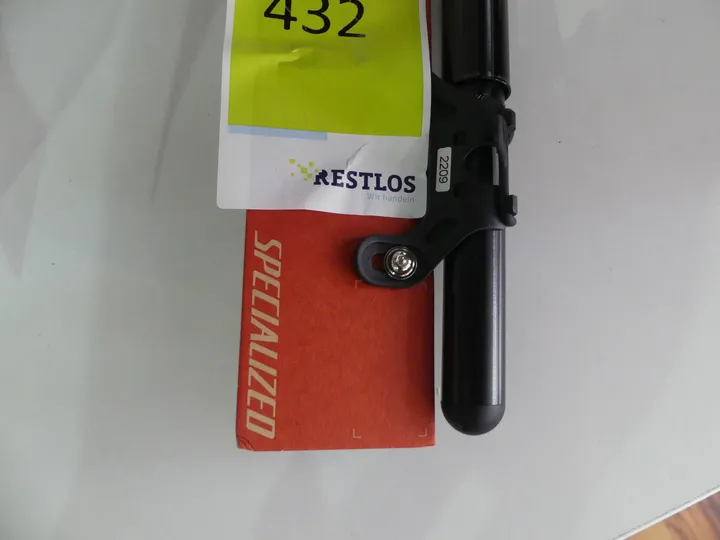 432
RESTLOS
Wir handeln
2209
SPECIALIZED